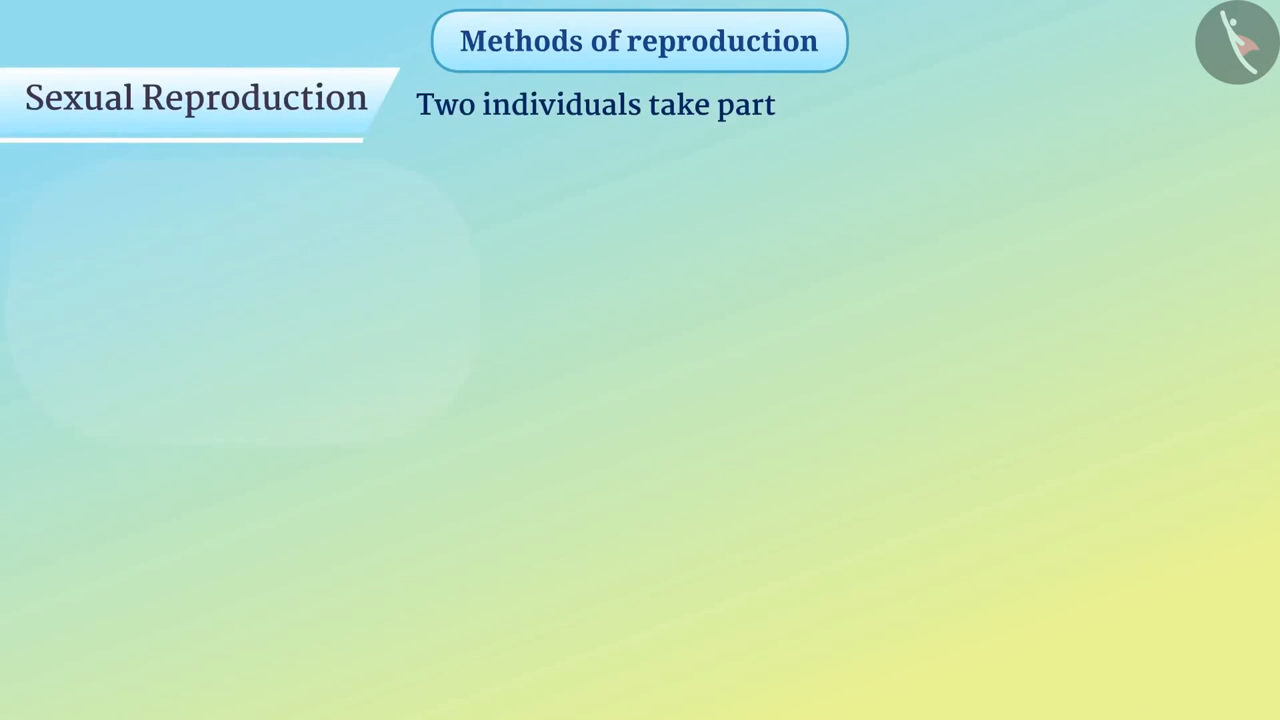 Methods of reproduction
Sexual Reproduction
Two individuals take part